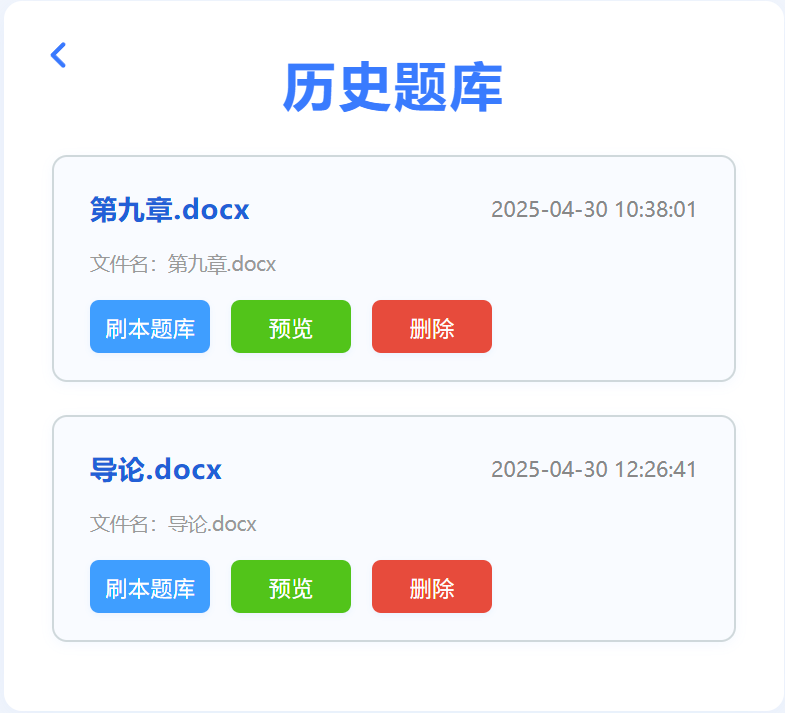 历史题库
第九章.docx 2025-04-30 10:38:01
文件名：第九章.docx
刷本题库 预览 删除
导论.docx 2025-04-30 12:26:41
文件名：导论.docx
刷本题库 预览 删除